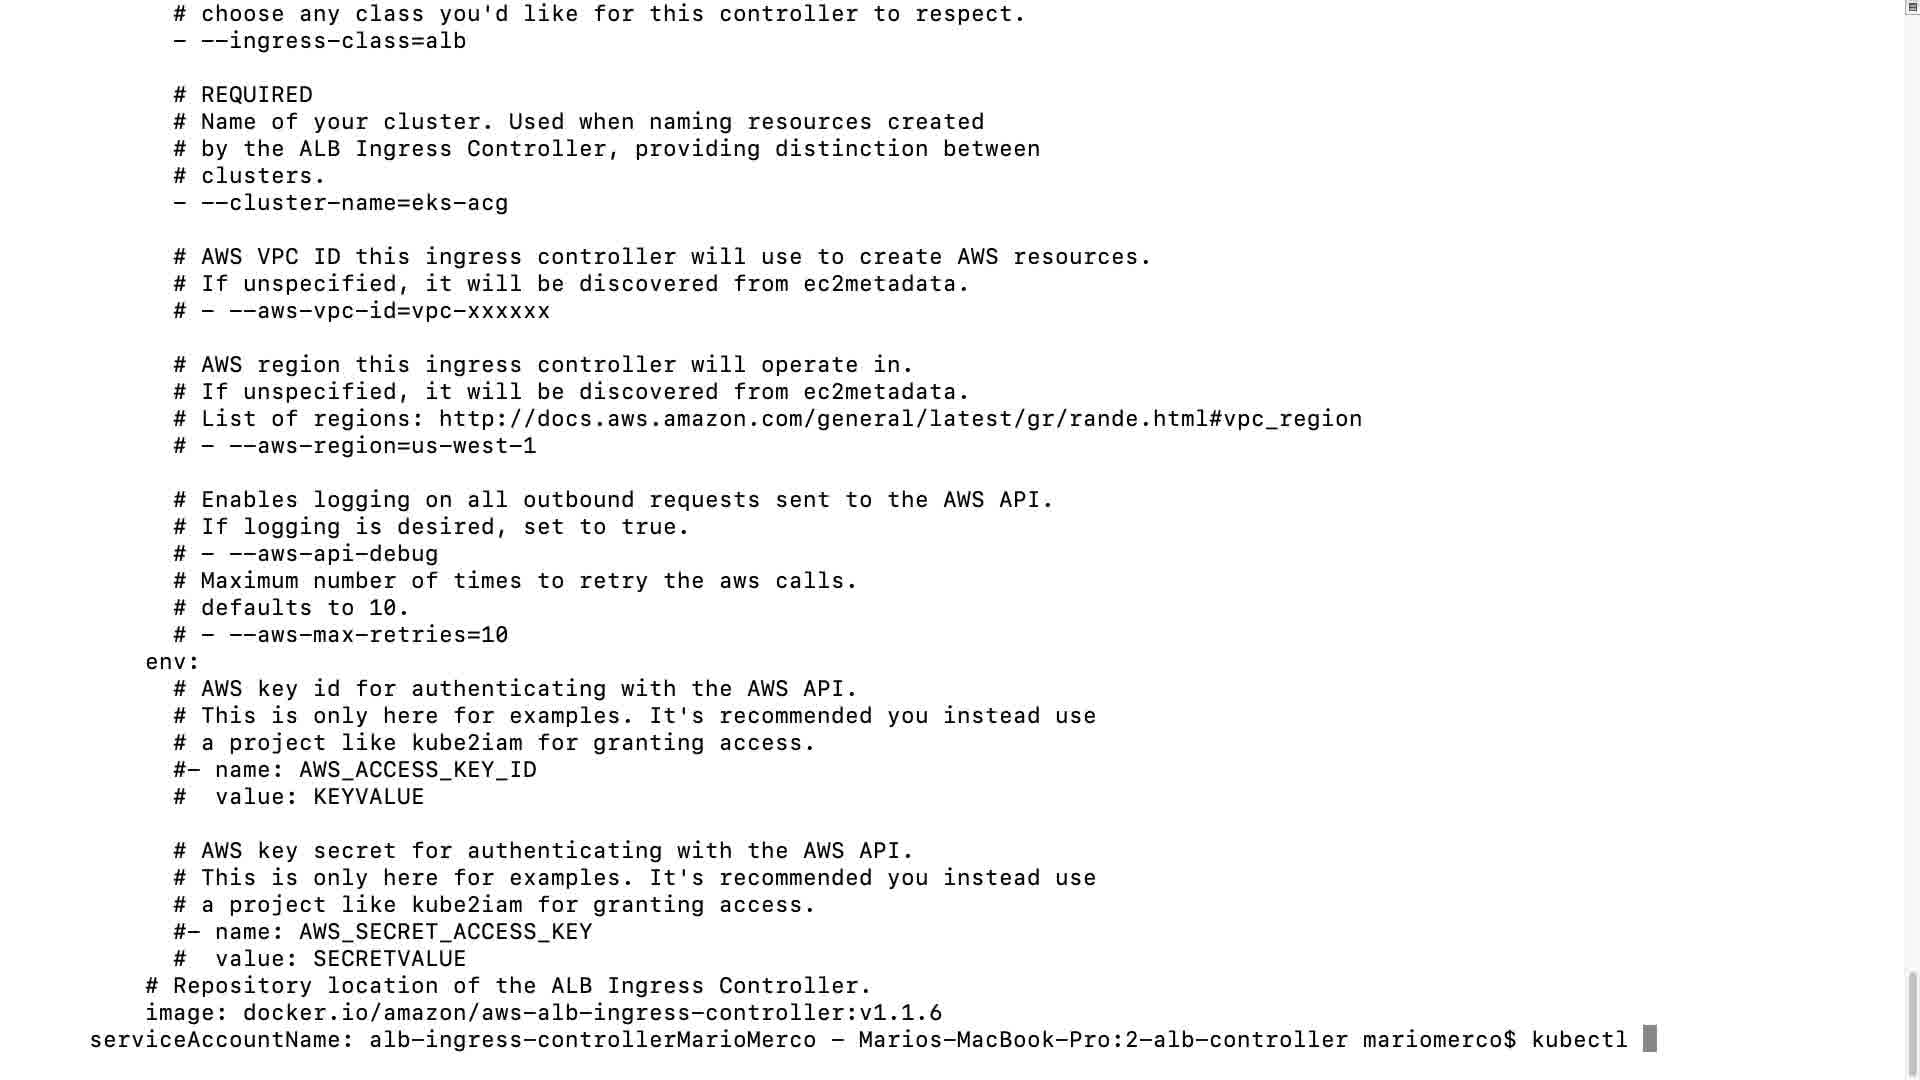 # choose any class you'd like for this controller to respect.
- --ingress-class=alb
# REQUIRED
# Name of your cluster. Used when naming resources created
# by the ALB Ingress Controller, providing distinction between
# clusters.
- --cluster-name=eks-acg
# AWS VPC ID this ingress controller will use to create AWS resources.
# If unspecified, it will be discovered from ec2metadata.
# - --aws-vpc-id=vpc-xxxxxx
# AWS region this ingress controller will operate in.
# If unspecified, it will be discovered from ec2metadata.
# List of regions: http://docs.aws.amazon.com/general/latest/gr/rande.html#vpc_region
# - --aws-region=us-west-1
# Enables logging on all outbound requests sent to the AWS API.
# If logging is desired, set to true.
# - --aws-api-debug
# Maximum number of times to retry the aws calls.
# defaults to 10.
# - --aws-max-retries=10
env:
# AWS key id for authenticating with the AWS API.
# This is only here for examples. It's recommended you instead use
# a project like kube2iam for granting access.
#- name: AWS_ACCESS_KEY_ID
#  value: KEYVALUE
# AWS key secret for authenticating with the AWS API.
# This is only here for examples. It's recommended you instead use
# a project like kube2iam for granting access.
#- name: AWS_SECRET_ACCESS_KEY
#  value: SECRETVALUE
# Repository location of the ALB Ingress Controller.
image: docker.io/amazon/aws-alb-ingress-controller:v1.1.6
serviceAccountName: alb-ingress-controllerMarioMerco - Marios-MacBook-Pro:2-alb-controller mariomerco$ kubectl